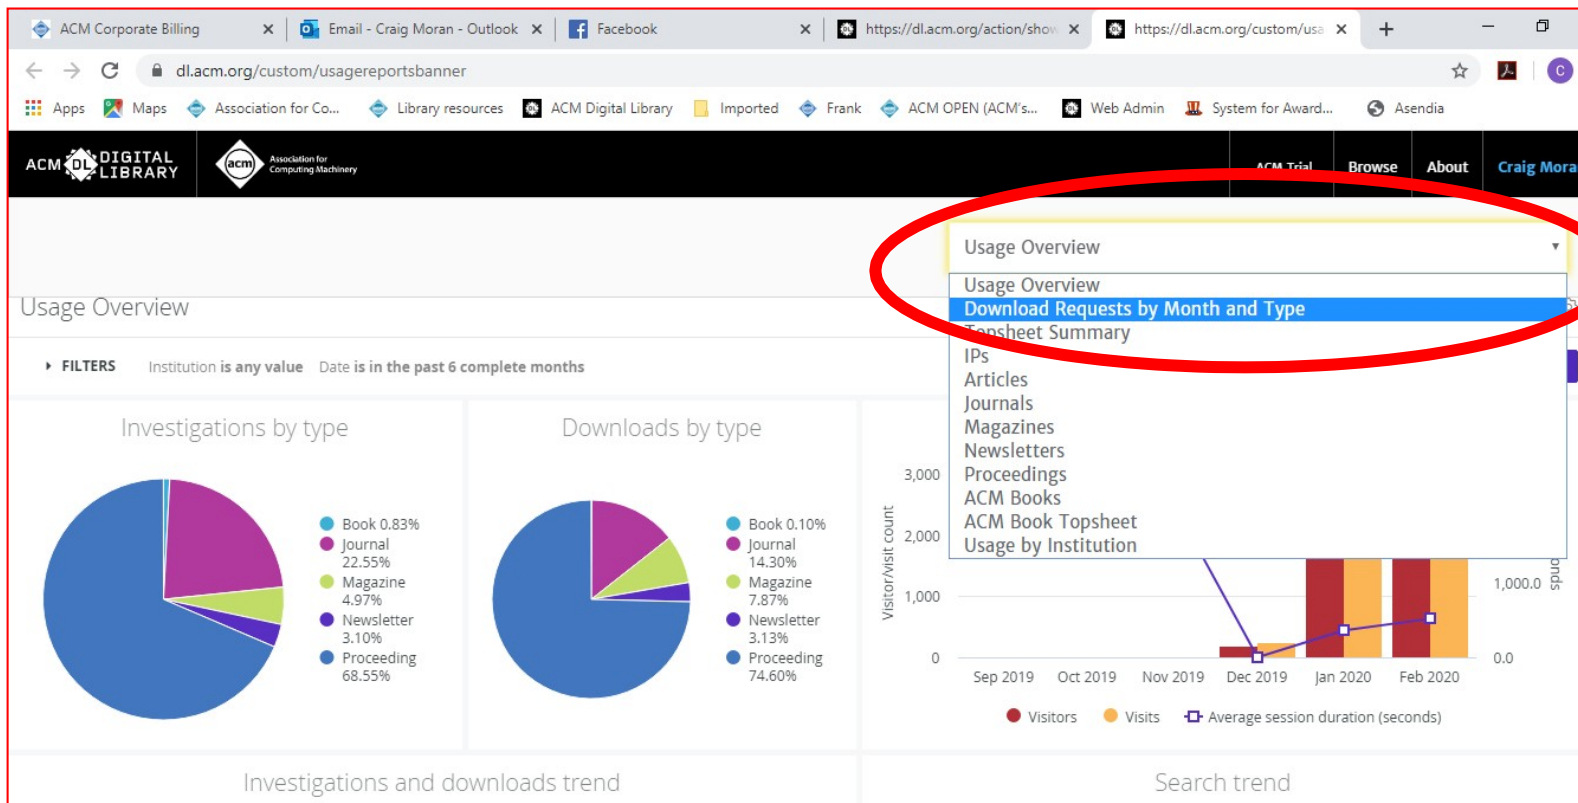 ACM Corporate Billing
Email - Craig Moran - Outlook
Facebook
https://dl.acm.org/action/show
https://dl.acm.org/custom/usa
dl.acm.org/custom/usagereportsbanner
C
Apps Maps Association for Co... Library resources ACM Digital Library Imported Frank ACM OPEN (ACM's... Web Admin System for Award... Asendia
ACM DL DIGITAL LIBRARY
acm Association for Computing Machinery
ACM Trial Browse About Craig Mora
Usage Overview
Usage Overview
Download Requests by Month and Type
Topsheet Summary
IPs
Articles
Journals
Magazines
Newsletters
Proceedings
ACM Books
ACM Book Topsheet
Usage by Institution
Usage Overview
FILTERS Institution is any value Date is in the past 6 complete months
Investigations by type
Book 0.83%
Journal
22.55%
Magazine
4.97%
Newsletter
3.10%
Proceeding
68.55%
Downloads by type
Book 0.10%
Journal
14.30%
Magazine
7.87%
Newsletter
3.13%
Proceeding
74.60%
Visitor/visit count
3,000
2,000
1,000
0
1,000.0
0.0
Sep 2019 Oct 2019 Nov 2019 Dec 2019 Jan 2020 Feb 2020
Visitors Visits Average session duration (seconds)
Investigations and downloads trend
Search trend